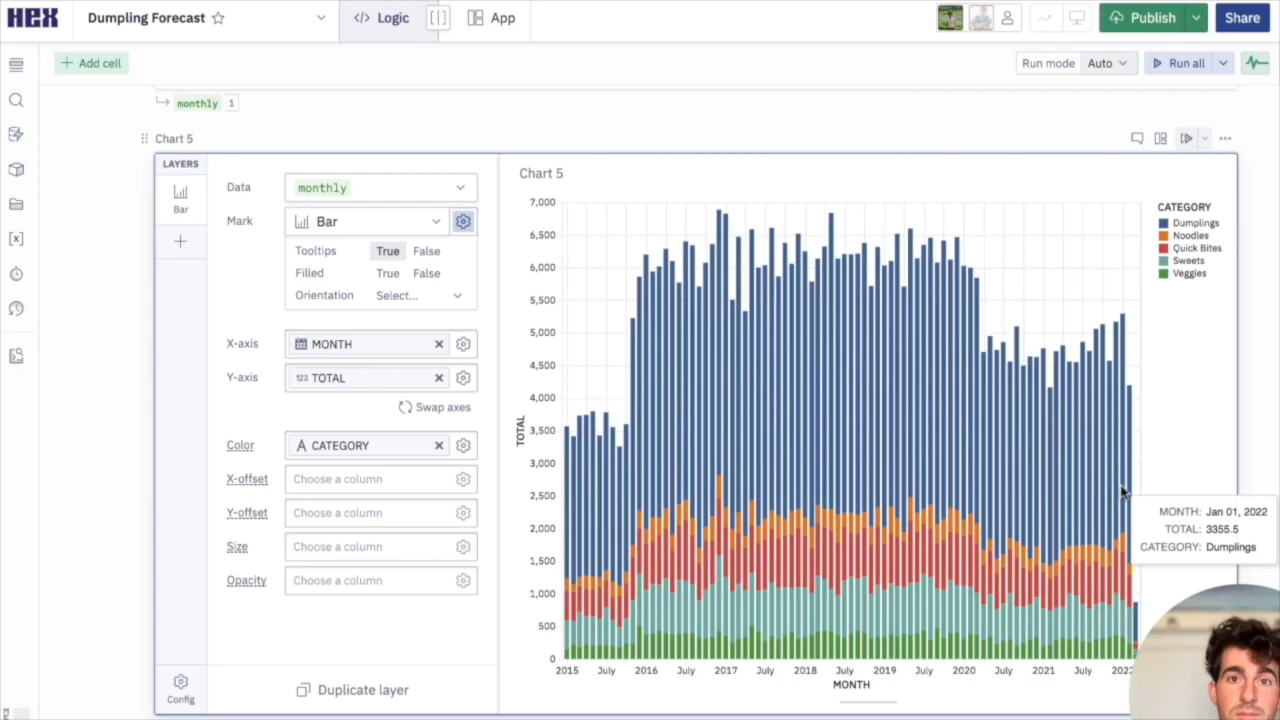 HEX
Dumpling Forecast
Logic
App
Publish
Share
Add cell
Run mode Auto
Run all
monthly 1
Chart 5
LAYERS
Bar
Config
Data monthly
Mark Bar
Tooltips True False
Filled True False
Orientation Select...
X-axis MONTH
Y-axis 123 TOTAL
Swap axes
Color A CATEGORY
X-offset Choose a column
Y-offset Choose a column
Size Choose a column
Opacity Choose a column
Duplicate layer
Chart 5
7,000
6,500
6,000
5,500
5,000
4,500
4,000
3,500
3,000
2,500
2,000
1,500
1,000
500
0
TOTAL
2015 July 2016 July 2017 July 2018 July 2019 July 2020 July 2021 July 2022
MONTH
CATEGORY
Dumplings
Noodles
Quick Bites
Sweets
Veggies
MONTH: Jan 01, 2022
TOTAL: 3355.5
CATEGORY: Dumplings